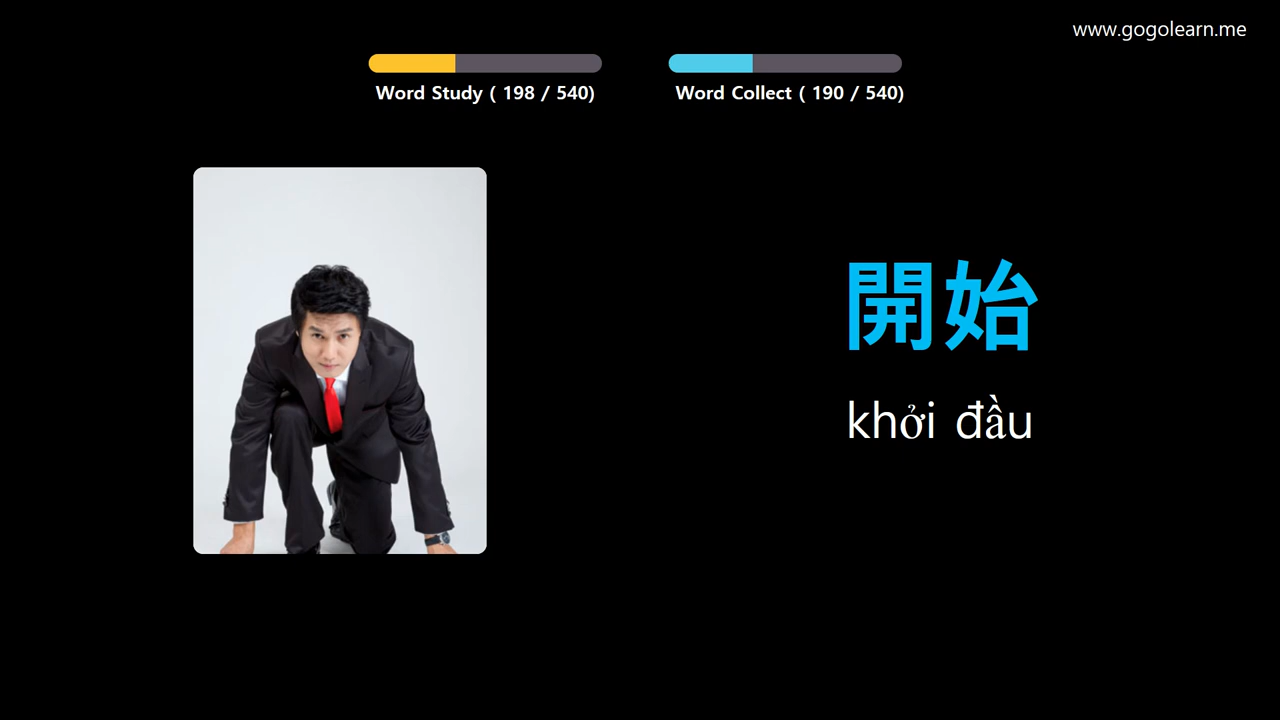 www.gogolearn.me
Word Study ( 198 / 540)
Word Collect ( 190 / 540)
開始
khởi đầu